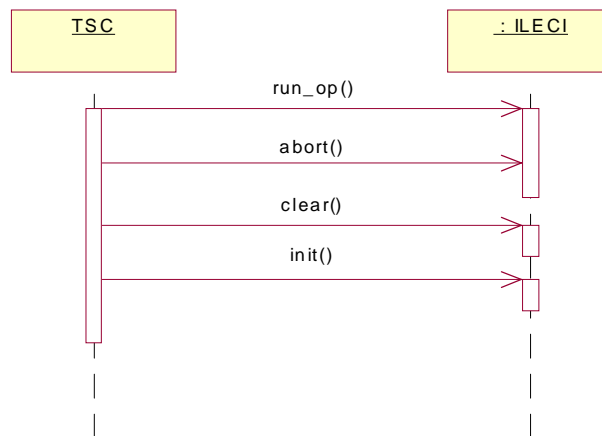 TSC
: ILECI
run_op()
abort()
clear()
init()